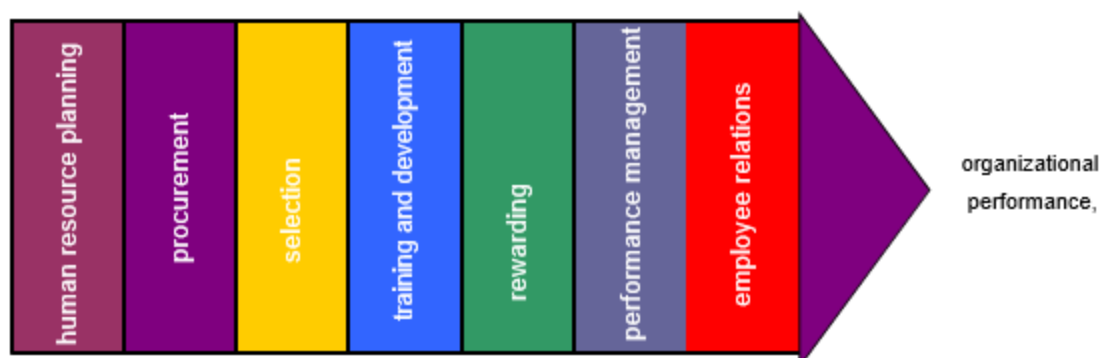 human resource planning
procurement
selection
training and development
rewarding
performance management
employee relations
organizational
performance,